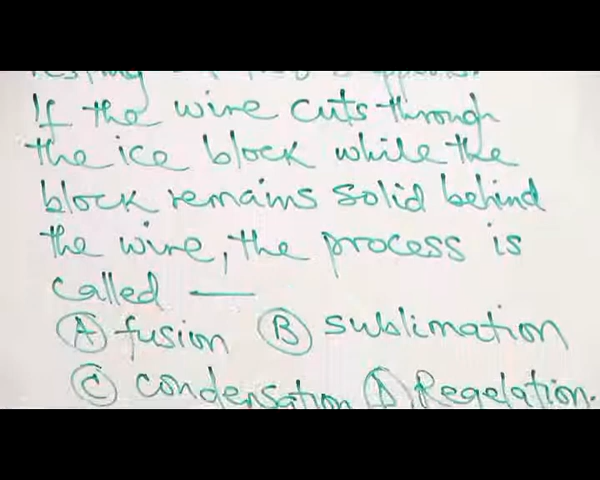 If the wire cuts through
the ice block while the
block remains solid behind
the wire, the process is
called —
(A) fusion (B) sublimation
(C) condensation (D) Regelation.